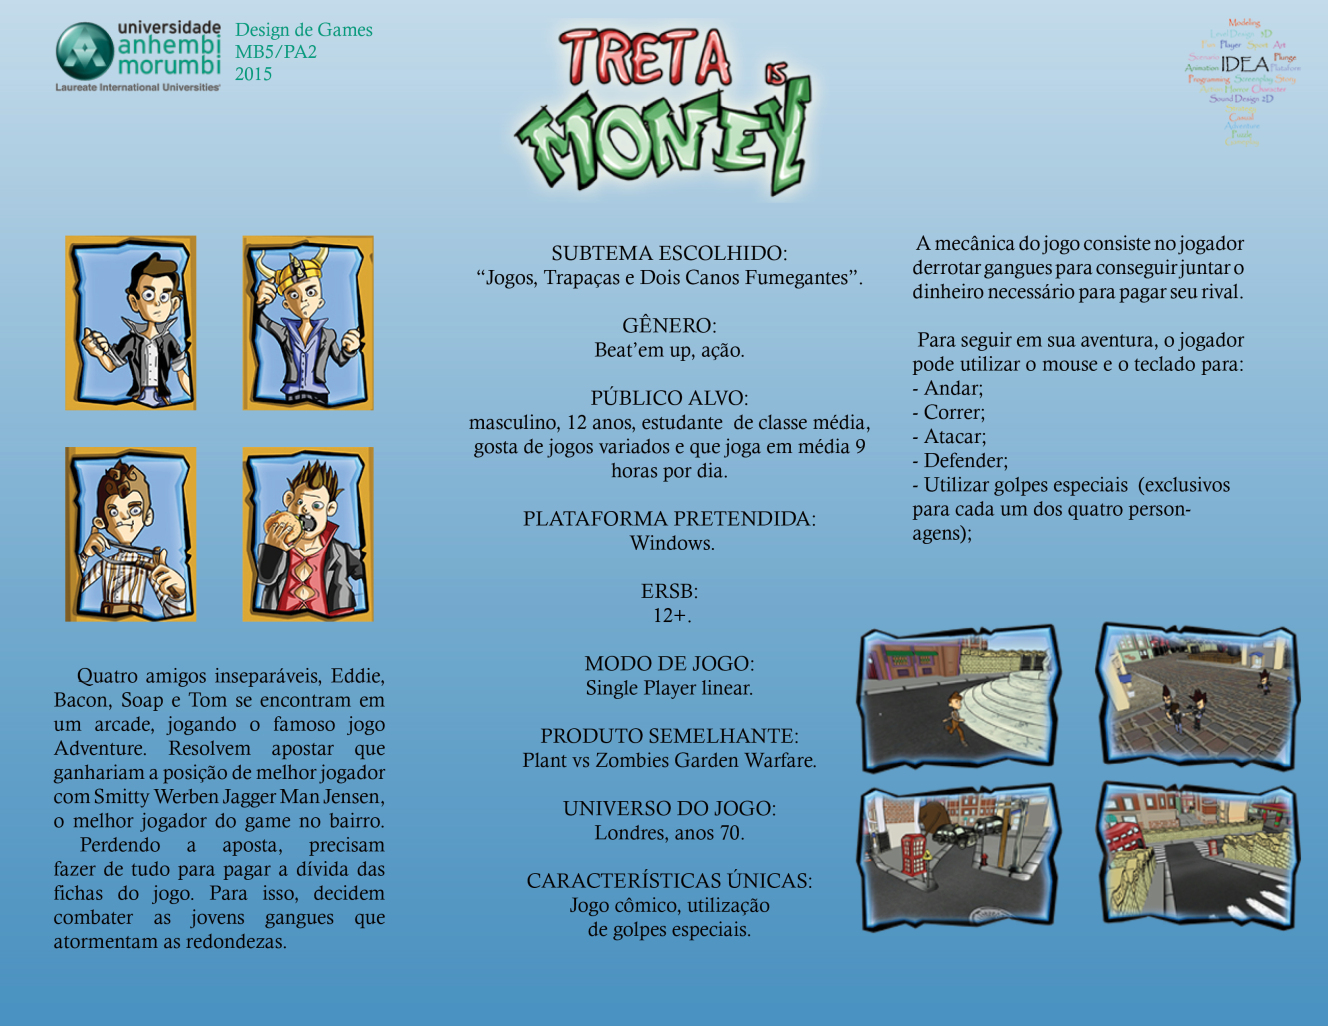 universidade
anhembi
morumbi
Laureate International Universities
Design de Games
MB5/PA2
2015
TRETA IS
MONEY
Modeling
Level Design 3D
Player Sound Art
Plunge
Animation IDEA
Programming Screenplay Story
Humor Character
Sound Design 2D
Casual
Adventure
Puzzle
Quatro amigos inseparáveis, Eddie,
Bacon, Soap e Tom se encontram em
um arcade, jogando o famoso jogo
Adventure. Resolvem apostar que
ganhariam a posição de melhor jogador
com Smitty Werben Jagger Man Jensen,
o melhor jogador do game no bairro.
Perdendo a aposta, precisam
fazer de tudo para pagar a dívida das
fichas do jogo. Para isso, decidem
combater as jovens gangues que
atormentam as redondezas.
SUBTEMA ESCOLHIDO:
“Jogos, Trapaças e Dois Canos Fumegantes”.
GÊNERO:
Beat’em up, ação.
PÚBLICO ALVO:
masculino, 12 anos, estudante de classe média,
gosta de jogos variados e que joga em média 9
horas por dia.
PLATAFORMA PRETENDIDA:
Windows.
ERSB:
12+.
MODO DE JOGO:
Single Player linear.
PRODUTO SEMELHANTE:
Plant vs Zombies Garden Warfare.
UNIVERSO DO JOGO:
Londres, anos 70.
CARACTERÍSTICAS ÚNICAS:
Jogo cômico, utilização
de golpes especiais.
A mecânica do jogo consiste no jogador
derrotar gangues para conseguir juntar o
dinheiro necessário para pagar seu rival.
Para seguir em sua aventura, o jogador
pode utilizar o mouse e o teclado para:
- Andar;
- Correr;
- Atacar;
- Defender;
- Utilizar golpes especiais (exclusivos
para cada um dos quatro person-
agens);